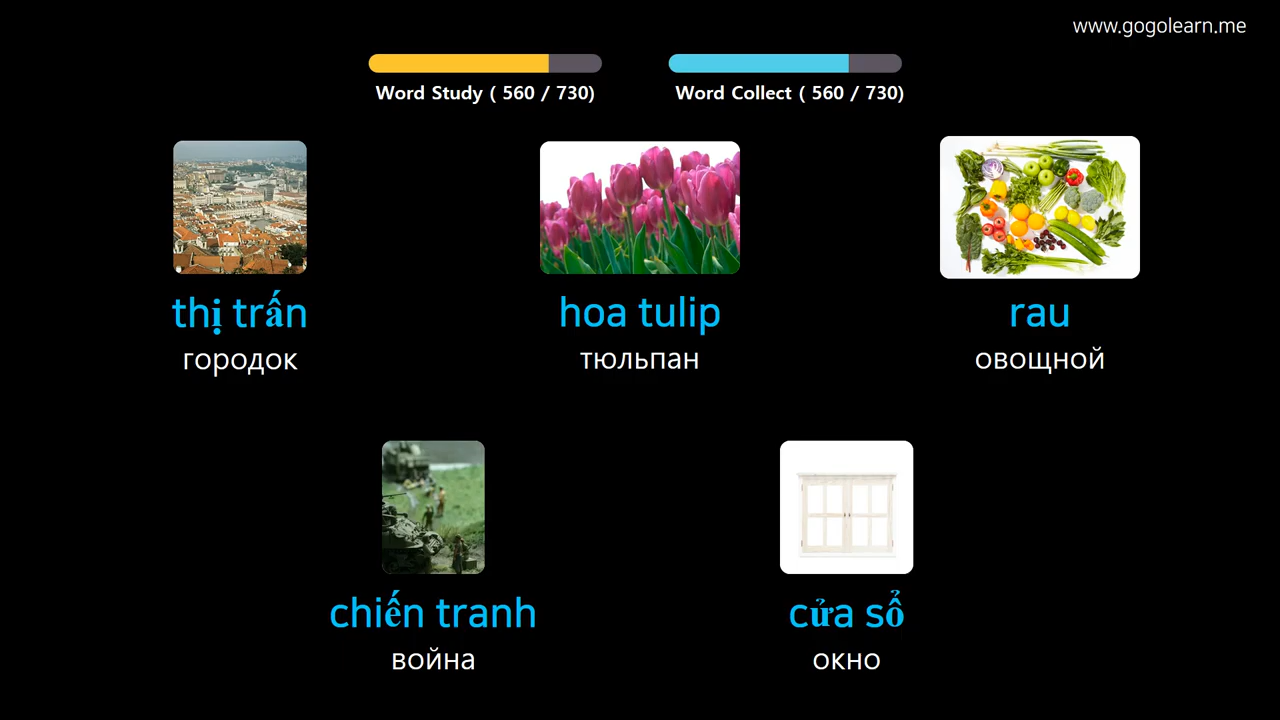 www.gogolearn.me
Word Study ( 560 / 730)
Word Collect ( 560 / 730)
thị trấn
городок
hoa tulip
тюльпан
rau
овощной
chiến tranh
война
cửa sổ
окно